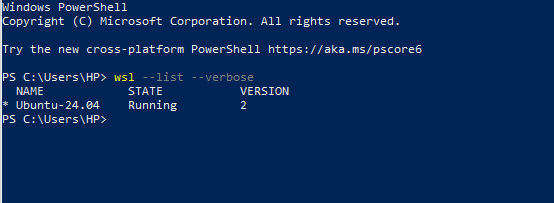 Windows PowerShell
Copyright (C) Microsoft Corporation. All rights reserved.
Try the new cross-platform PowerShell https://aka.ms/pscore6
PS C:\Users\HP> wsl --list --verbose
  NAME            STATE           VERSION
* Ubuntu-24.04    Running         2
PS C:\Users\HP>